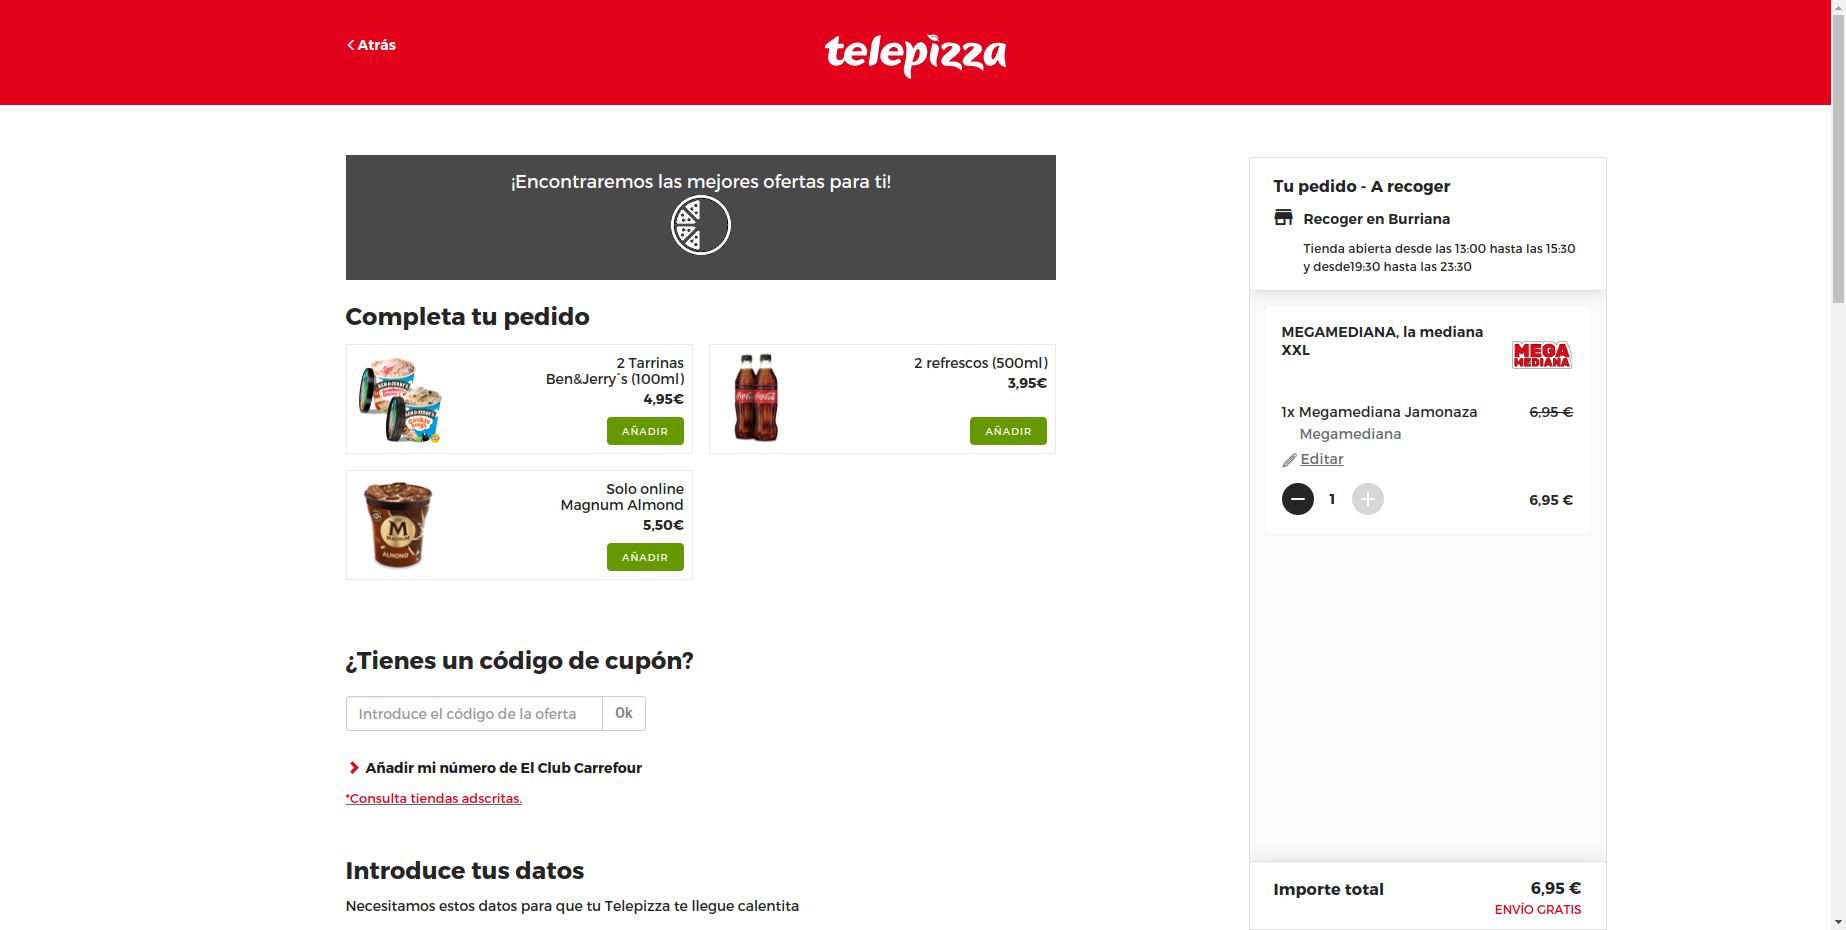 Atrás
telepizza
¡Encontraremos las mejores ofertas para ti!
Completa tu pedido
2 Tarrinas
Ben&Jerry´s (100ml)
4,95€
AÑADIR
2 refrescos (500ml)
3,95€
AÑADIR
Solo online
Magnum Almond
5,50€
AÑADIR
¿Tienes un código de cupón?
Introduce el código de la oferta
Ok
Añadir mi número de El Club Carrefour
*Consulta tiendas adscritas.
Introduce tus datos
Necesitamos estos datos para que tu Telepizza te llegue calentita
Tu pedido - A recoger
Recoger en Burriana
Tienda abierta desde las 13:00 hasta las 15:30
y desde19:30 hasta las 23:30
MEGAMEDIANA, la mediana
XXL
MEGA
MEDIANA
1x Megamediana Jamonaza 6,95 €
Megamediana
Editar
1
6,95 €
Importe total 6,95 €
ENVÍO GRATIS